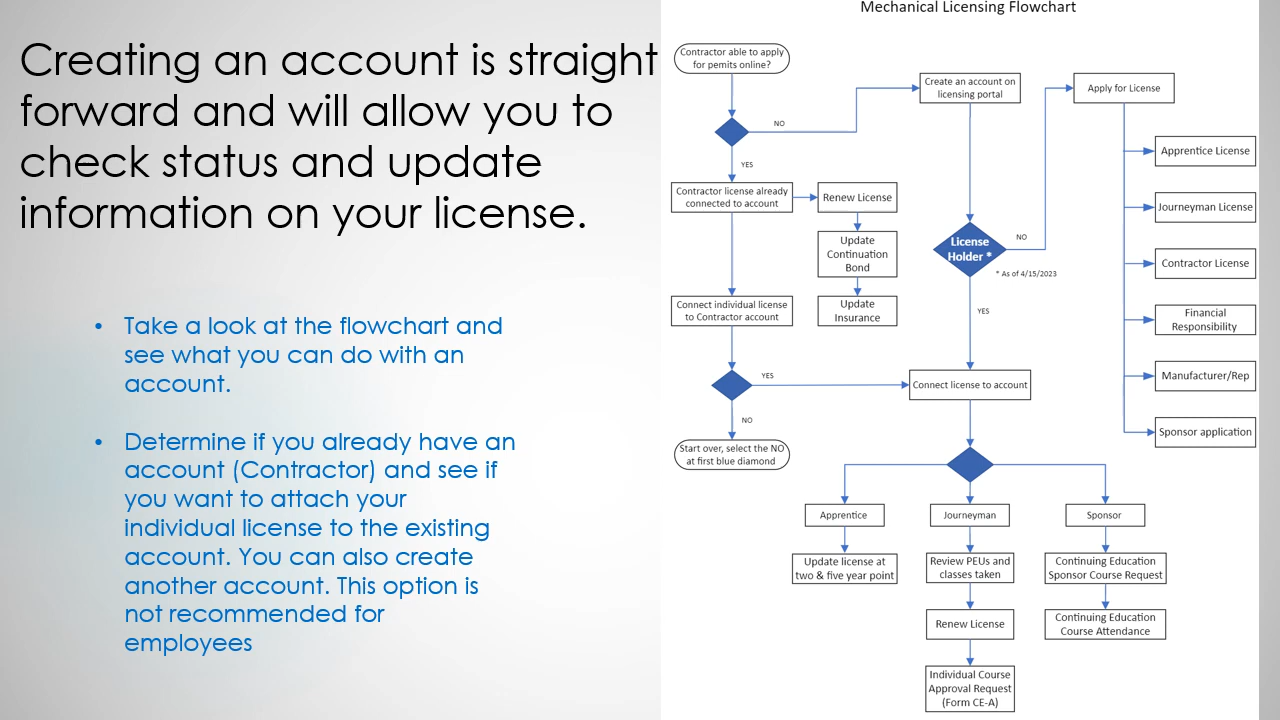 Creating an account is straight
forward and will allow you to
check status and update
information on your license.
• Take a look at the flowchart and
see what you can do with an
account.
• Determine if you already have an
account (Contractor) and see if
you want to attach your
individual license to the existing
account. You can also create
another account. This option is
not recommended for
employees
Mechanical Licensing Flowchart
Contractor able to apply
for pemits online?
NO
YES
Contractor license already
connected to account
Renew License
Update
Continuation
Bond
Update
Insurance
Connect individual license
to Contractor account
YES
NO
Start over, select the NO
at first blue diamond
Create an account on
licensing portal
License
Holder *
* As of 4/15/2023
NO
YES
Apply for License
Apprentice License
Journeyman License
Contractor License
Financial
Responsibility
Manufacturer/Rep
Sponsor application
Connect license to account
Apprentice
Update license at
two & five year point
Journeyman
Review PEUs and
classes taken
Renew License
Individual Course
Approval Request
(Form CE-A)
Sponsor
Continuing Education
Sponsor Course Request
Continuing Education
Course Attendance